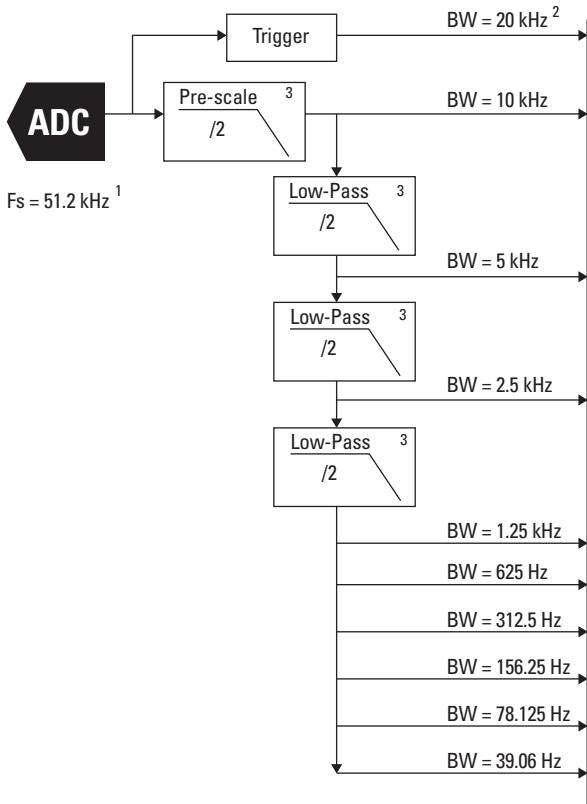 BW = 20 kHz 2
Trigger
Pre-scale 3
BW = 10 kHz
ADC
/2
Fs = 51.2 kHz 1
Low-Pass 3
/2
BW = 5 kHz
Low-Pass 3
/2
BW = 2.5 kHz
Low-Pass 3
/2
BW = 1.25 kHz
BW = 625 Hz
BW = 312.5 Hz
BW = 156.25 Hz
BW = 78.125 Hz
BW = 39.06 Hz